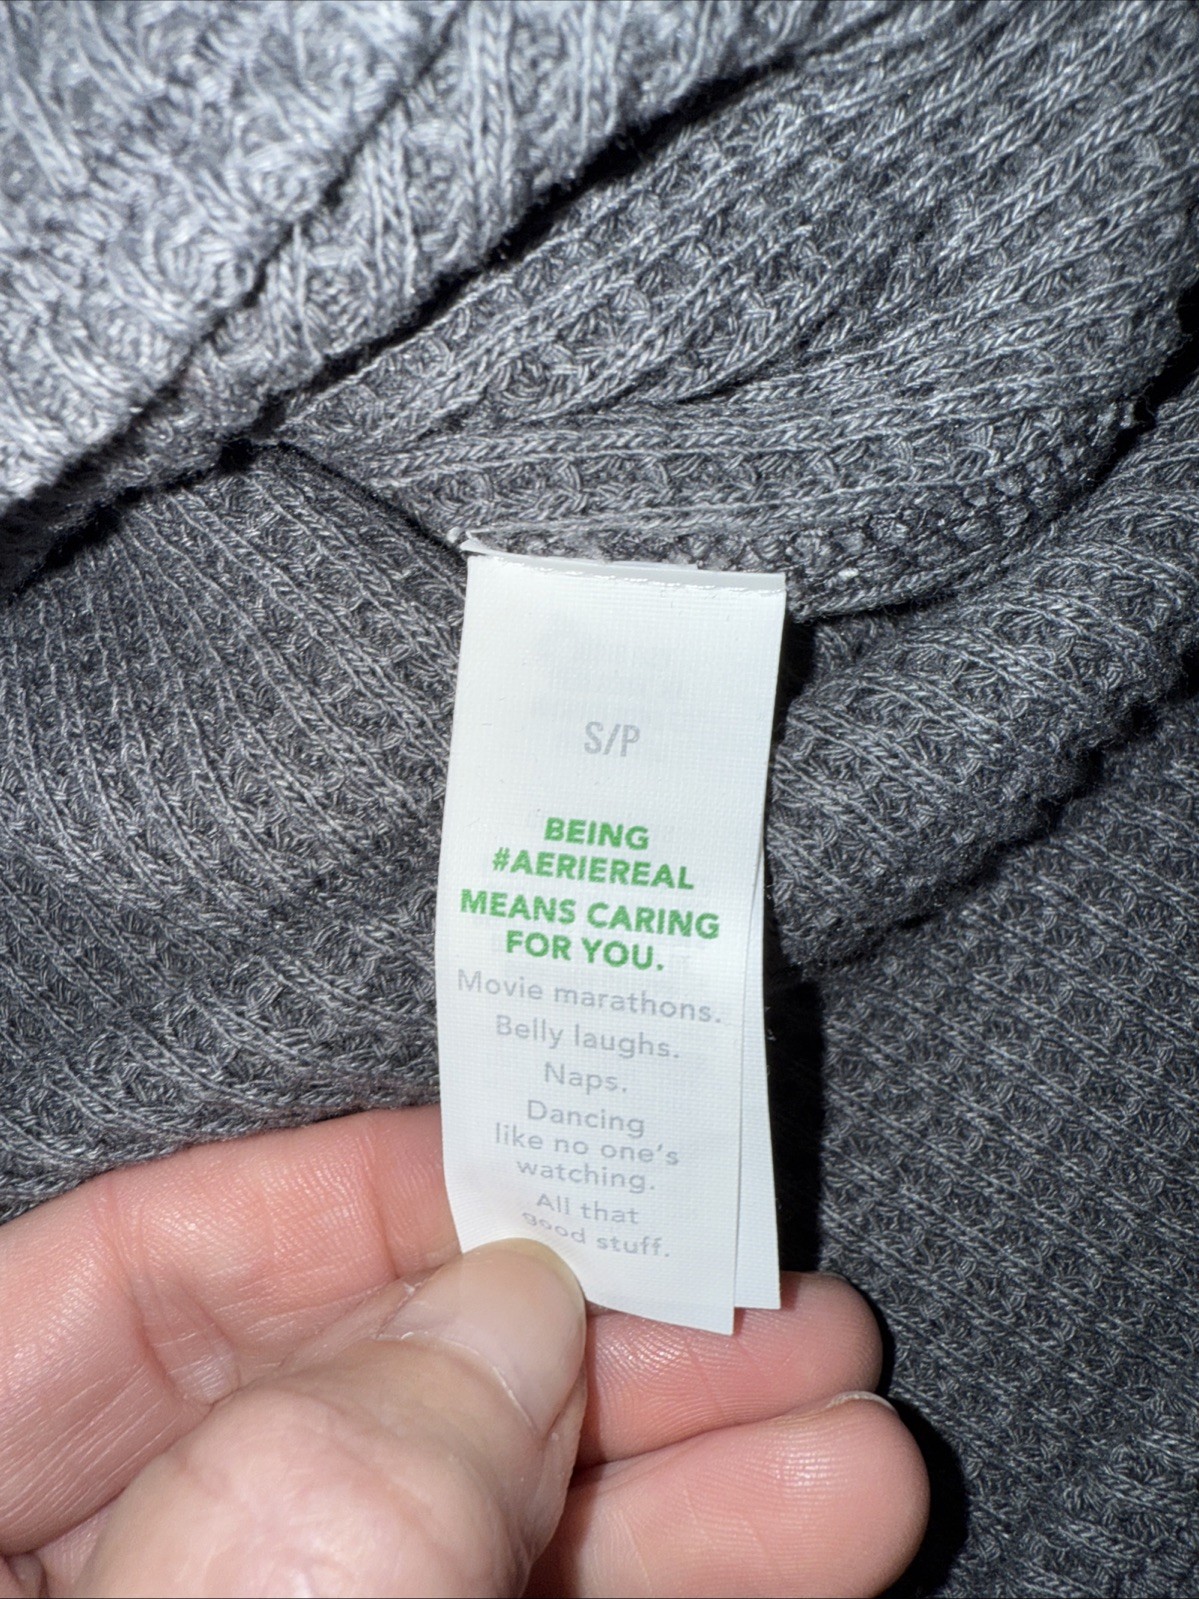 S/P
BEING
#AERIEREAL
MEANS CARING
FOR YOU.
Movie marathons.
Belly laughs.
Naps.
Dancing
like no one's
watching.
All that
good stuff.